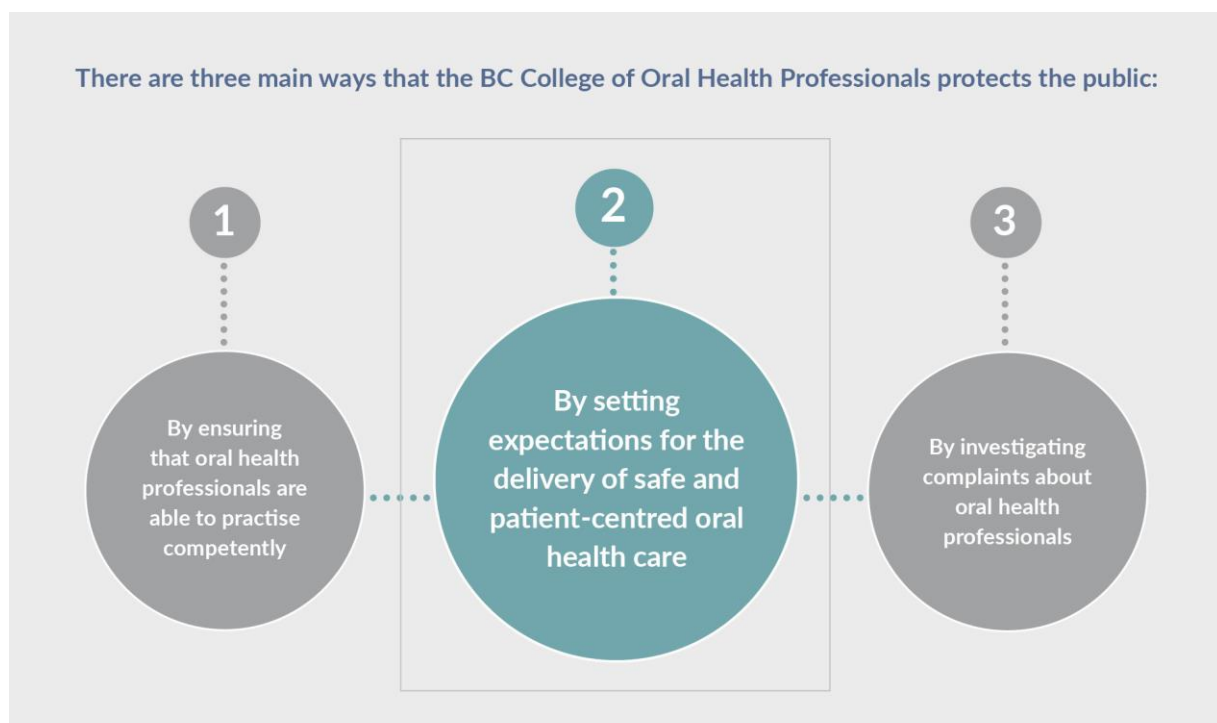 There are three main ways that the BC College of Oral Health Professionals protects the public:
1
By ensuring
that oral health
professionals are
able to practise
competently
2
By setting
expectations for the
delivery of safe and
patient-centred oral
health care
3
By investigating
complaints about
oral health
professionals